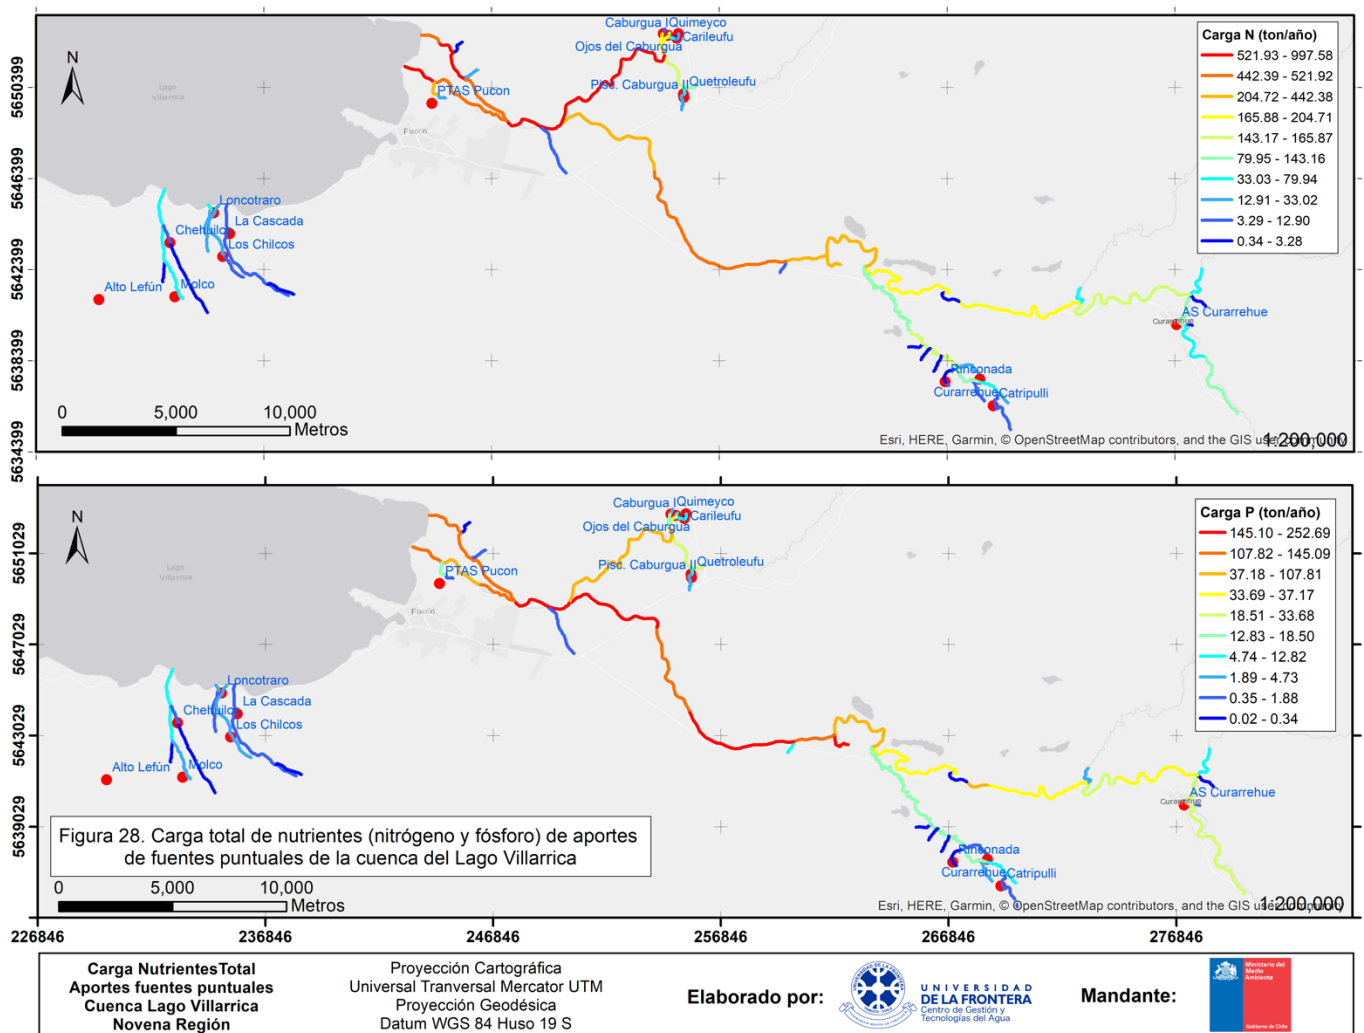 Caburgua I
Quimeyco
Carileufu
Ojos del Caburgua
Pisc. Caburgua II
Quetroleufu
PTAS Pucon
N
Lago
Villarrica
Pucón
Loncotraro
La Cascada
Chehuilco
Los Chilcos
Alto Lefún
Molco
AS Curarrehue
Curarrehue
Rinconada
Curarrehue
Catripulli
Carga N (ton/año)
521.93 - 997.58
442.39 - 521.92
204.72 - 442.38
165.88 - 204.71
143.17 - 165.87
79.95 - 143.16
33.03 - 79.94
12.91 - 33.02
3.29 - 12.90
0.34 - 3.28
5650399
5646399
5642399
5638399
5634399
0 5,000 10,000
Metros
Esri, HERE, Garmin, © OpenStreetMap contributors, and the GIS user community
1:200,000
Caburgua I
Quimeyco
Carileufu
Ojos del Caburgua
Pisc. Caburgua II
Quetroleufu
PTAS Pucon
N
Lago
Villarrica
Pucón
Loncotraro
La Cascada
Chehuilco
Los Chilcos
Alto Lefún
Molco
AS Curarrehue
Curarrehue
Rinconada
Curarrehue
Catripulli
Carga P (ton/año)
145.10 - 252.69
107.82 - 145.09
37.18 - 107.81
33.69 - 37.17
18.51 - 33.68
12.83 - 18.50
4.74 - 12.82
1.89 - 4.73
0.35 - 1.88
0.02 - 0.34
5651029
5647029
5643029
5639029
Figura 28. Carga total de nutrientes (nitrógeno y fósforo) de aportes
de fuentes puntuales de la cuenca del Lago Villarrica
0 5,000 10,000
Metros
Esri, HERE, Garmin, © OpenStreetMap contributors, and the GIS user community
1:200,000
226846 236846 246846 256846 266846 276846
Carga NutrientesTotal
Aportes fuentes puntuales
Cuenca Lago Villarrica
Novena Región
Proyección Cartográfica
Universal Tranversal Mercator UTM
Proyección Geodésica
Datum WGS 84 Huso 19 S
Elaborado por:
UNIVERSIDAD
DE LA FRONTERA
Centro de Gestión y
Tecnologías del Agua
Mandante:
Ministerio del
Medio
Ambiente
Gobierno de Chile